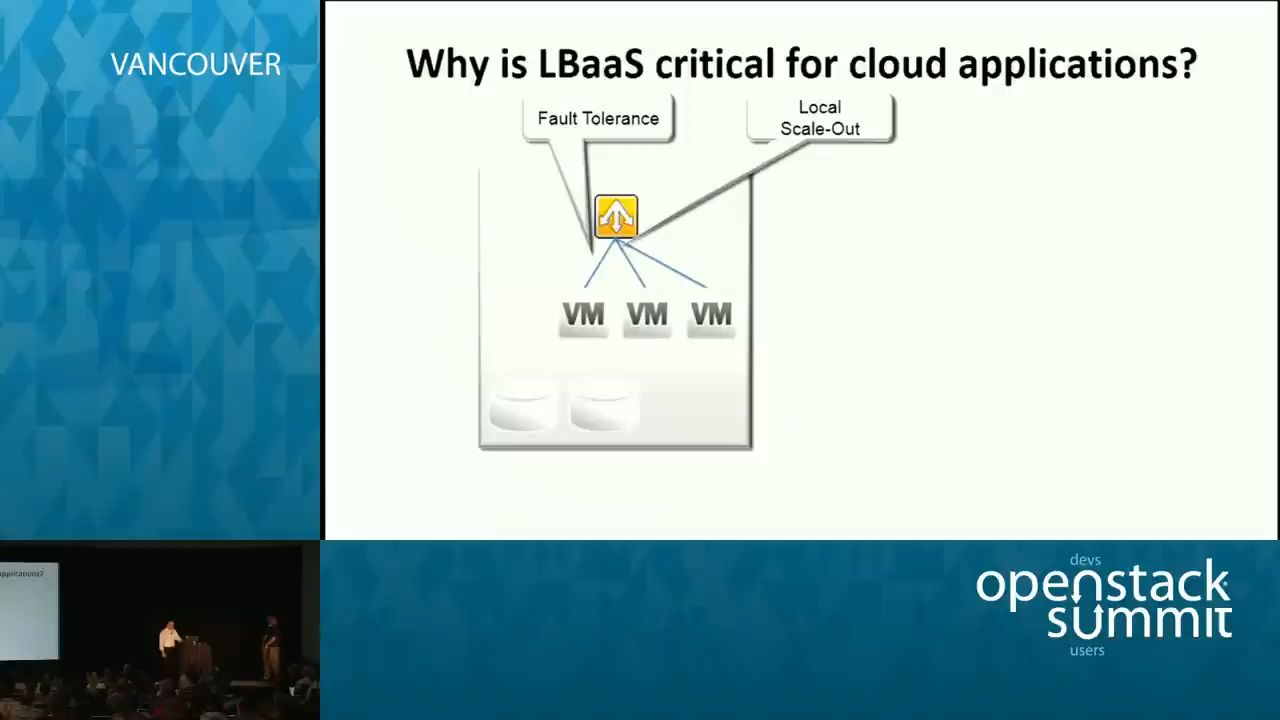 VANCOUVER
Why is LBaaS critical for cloud applications?
Fault Tolerance
Local
Scale-Out
VM VM VM
applications?
devs
openstack
summit
users